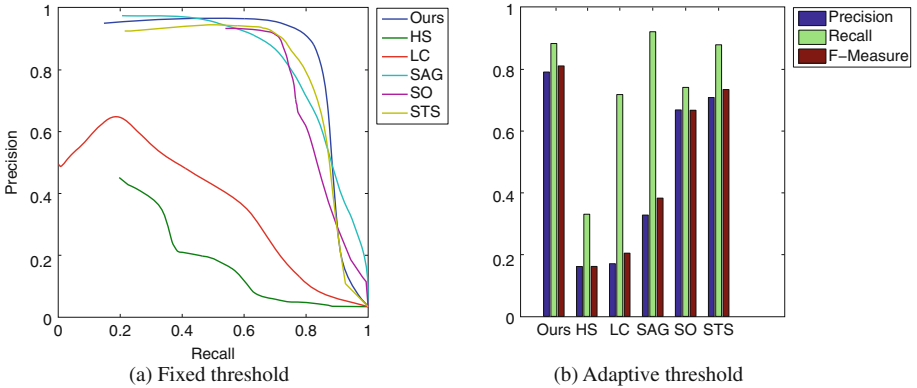 1
0.8
0.6
0.4
0.2
0
Precision
0
0.2
0.4
0.6
0.8
1
Recall
Ours
HS
LC
SAG
SO
STS
(a) Fixed threshold
1
0.8
0.6
0.4
0.2
0
Ours HS LC SAG SO STS
Precision
Recall
F−Measure
(b) Adaptive threshold